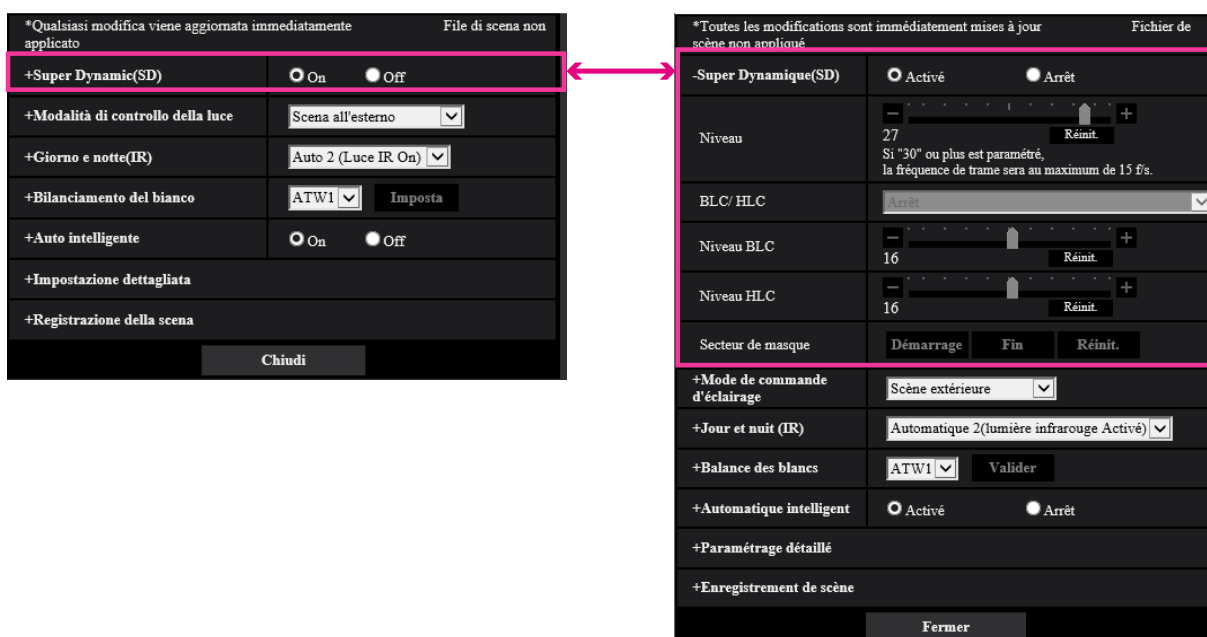 *Qualsiasi modifica viene aggiornata immediatamente File di scena non
applicato
+Super Dynamic(SD) On Off
+Modalità di controllo della luce Scena all'esterno
+Giorno e notte(IR) Auto 2 (Luce IR On)
+Bilanciamento del bianco ATW1 Imposta
+Auto intelligente On Off
+Impostazione dettagliata
+Registrazione della scena
Chiudi
*Toutes les modifications sont immédiatement mises à jour Fichier de
scène non appliqué
-Super Dynamique(SD) Activé Arrêt
Niveau - +
27 Réinit.
Si "30" ou plus est paramétré,
la fréquence de trame sera au maximum de 15 f/s.
BLC/ HLC Arrêt
Niveau BLC - +
16 Réinit.
Niveau HLC - +
16 Réinit.
Secteur de masque Démarrage Fin Réinit.
+Mode de commande
d'éclairage Scène extérieure
+Jour et nuit (IR) Automatique 2(lumière infrarouge Activé)
+Balance des blancs ATW1 Valider
+Automatique intelligent Activé Arrêt
+Paramétrage détaillé
+Enregistrement de scène
Fermer